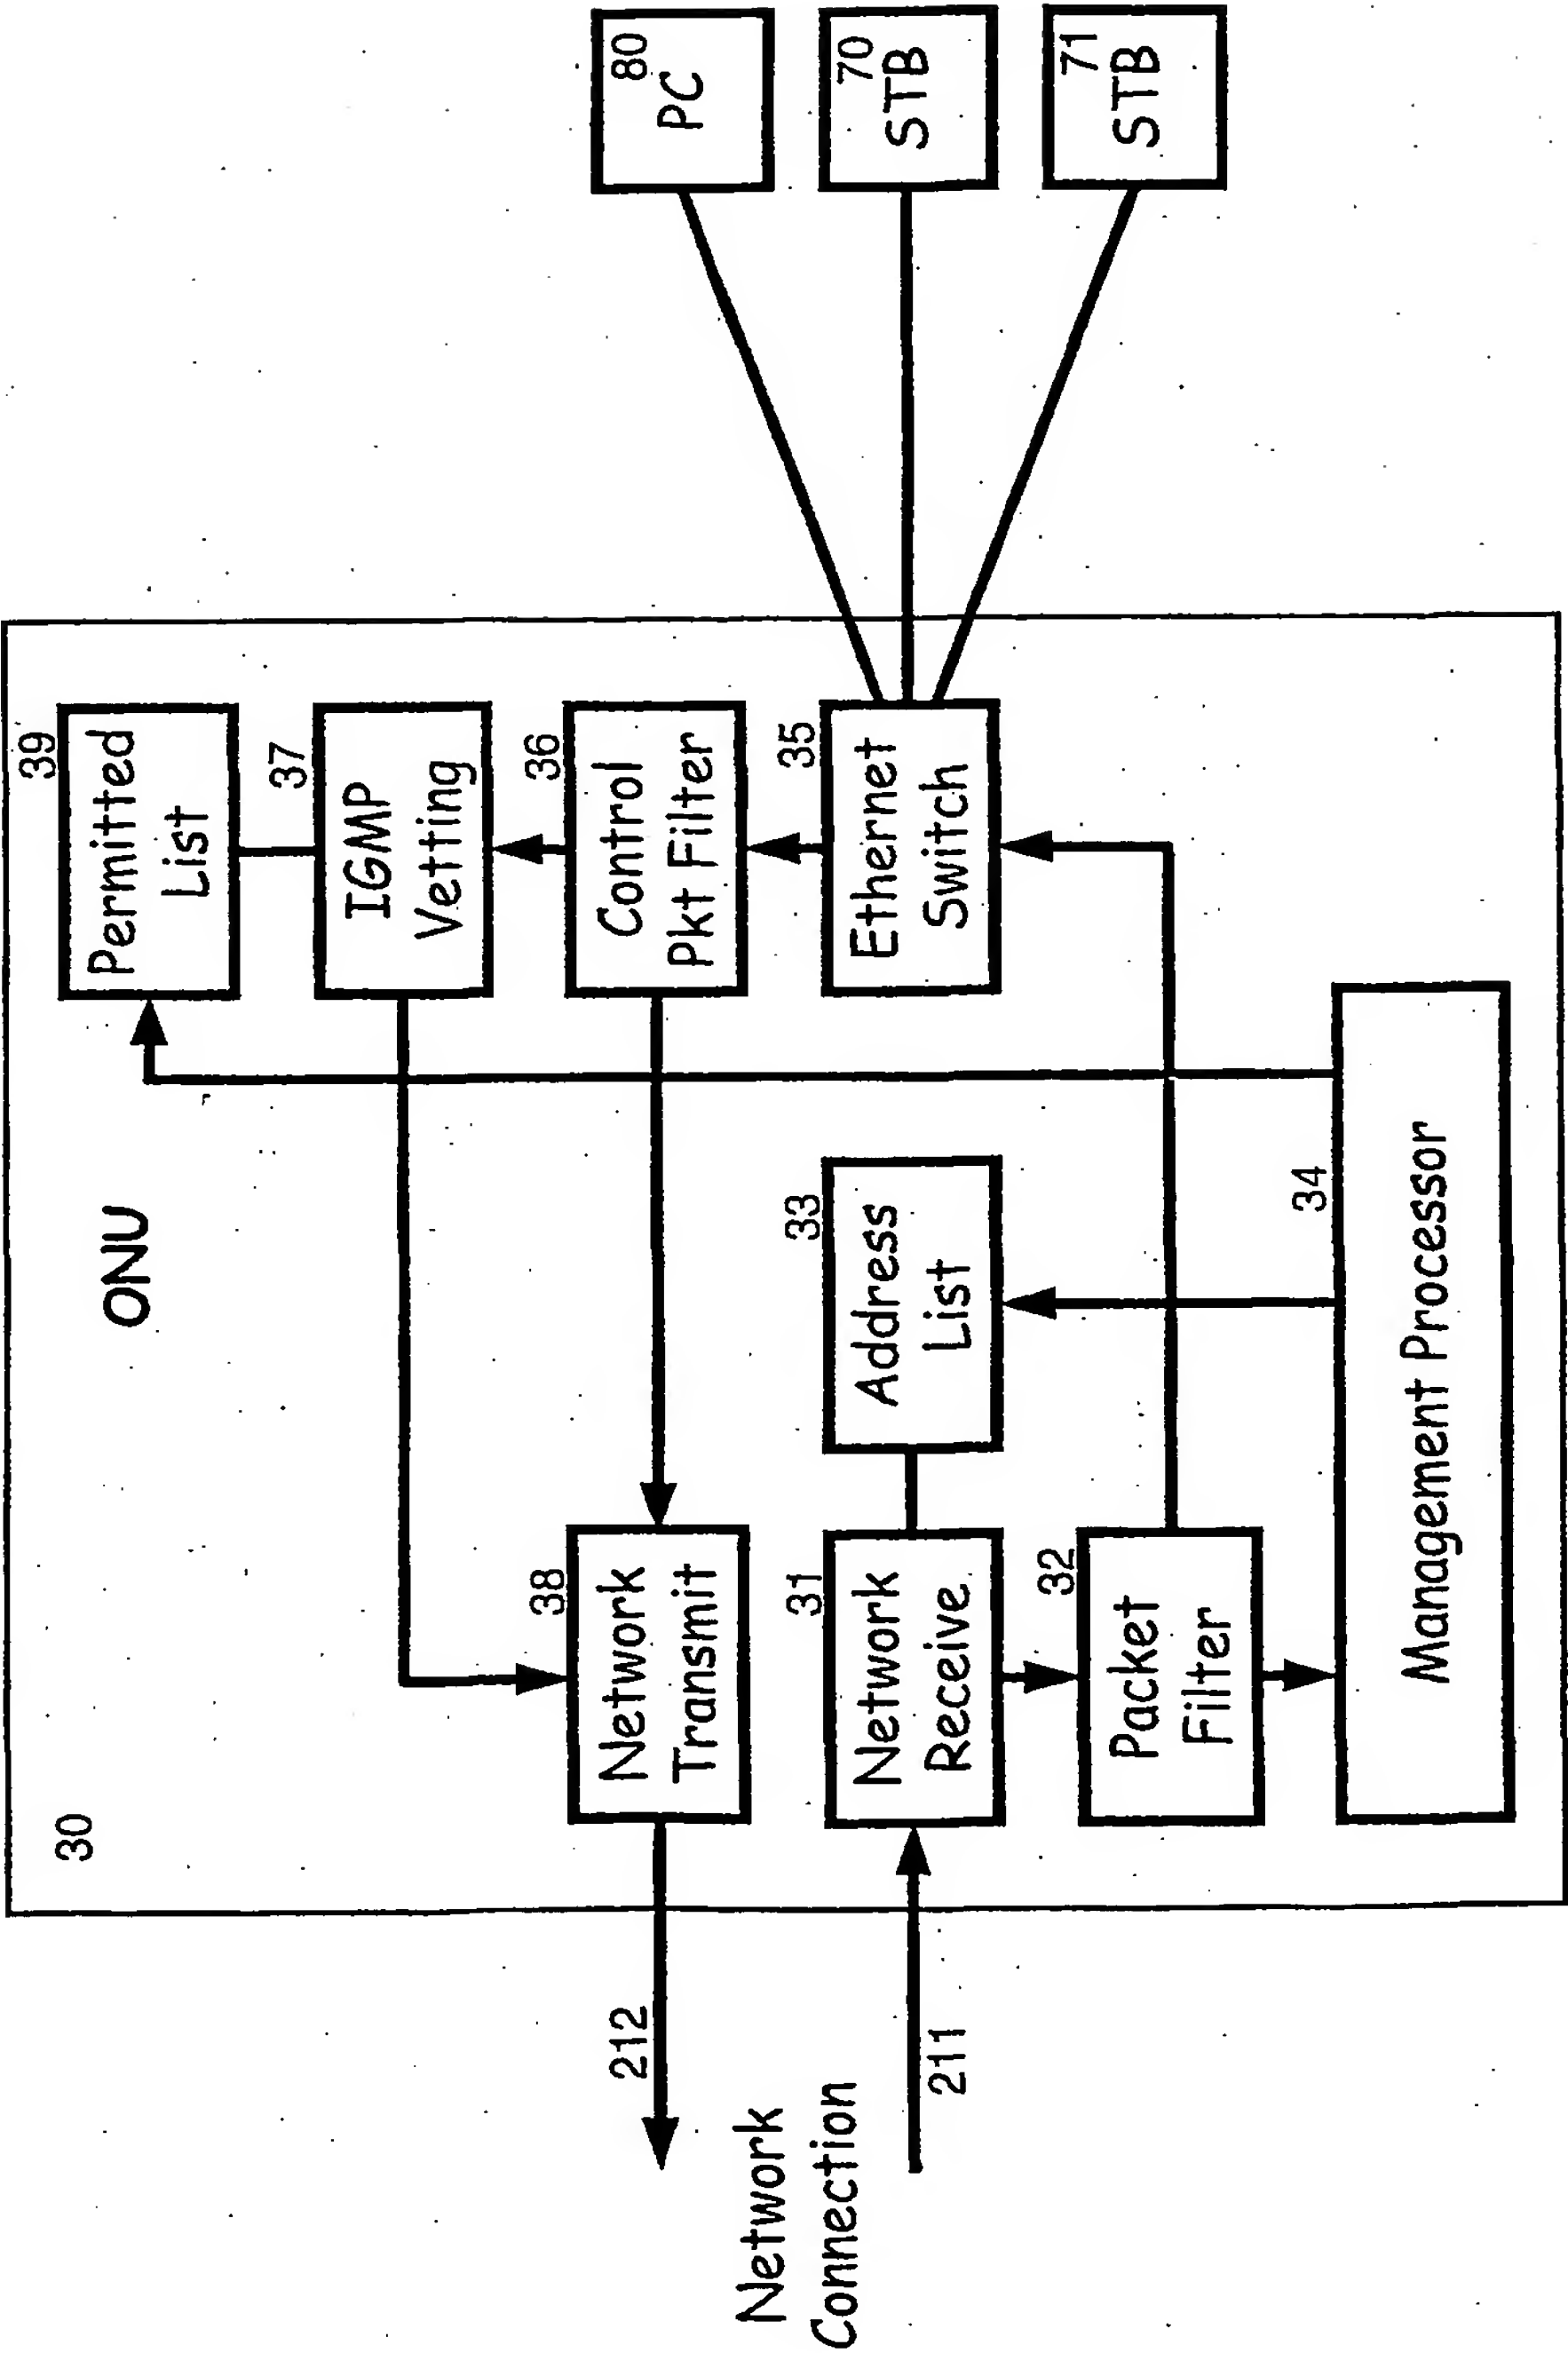 30
ONU
39
Permitted
List
37
IGMP
Vetting
38
Network
Transmit
36
Control
Pkt Filter
80
PC
212
Network
Connection
211
31
Network
Receive
33
Address
List
35
Ethernet
Switch
70
STB
32
Packet
Filter
71
STB
34
Management Processor